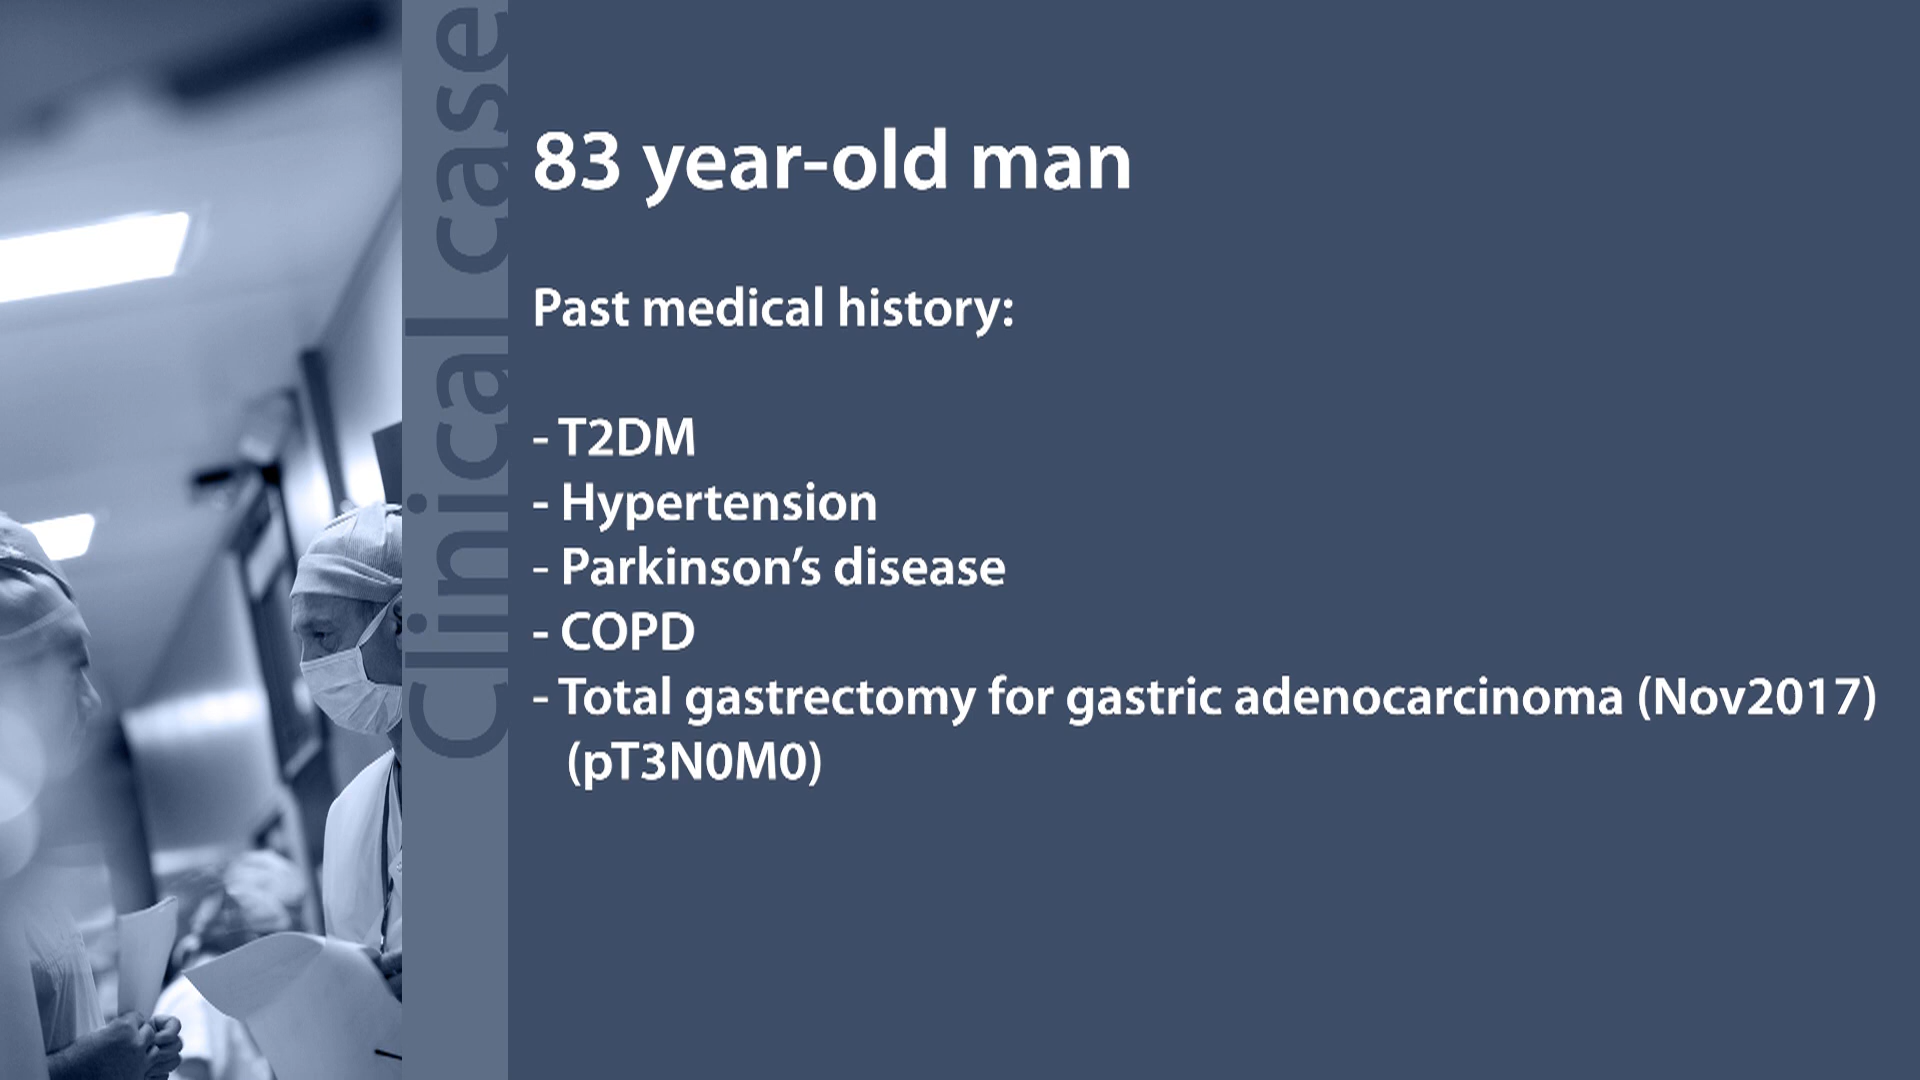 Clinical case
83 year-old man
Past medical history:
- T2DM
- Hypertension
- Parkinson’s disease
- COPD
- Total gastrectomy for gastric adenocarcinoma (Nov2017)
(pT3N0M0)